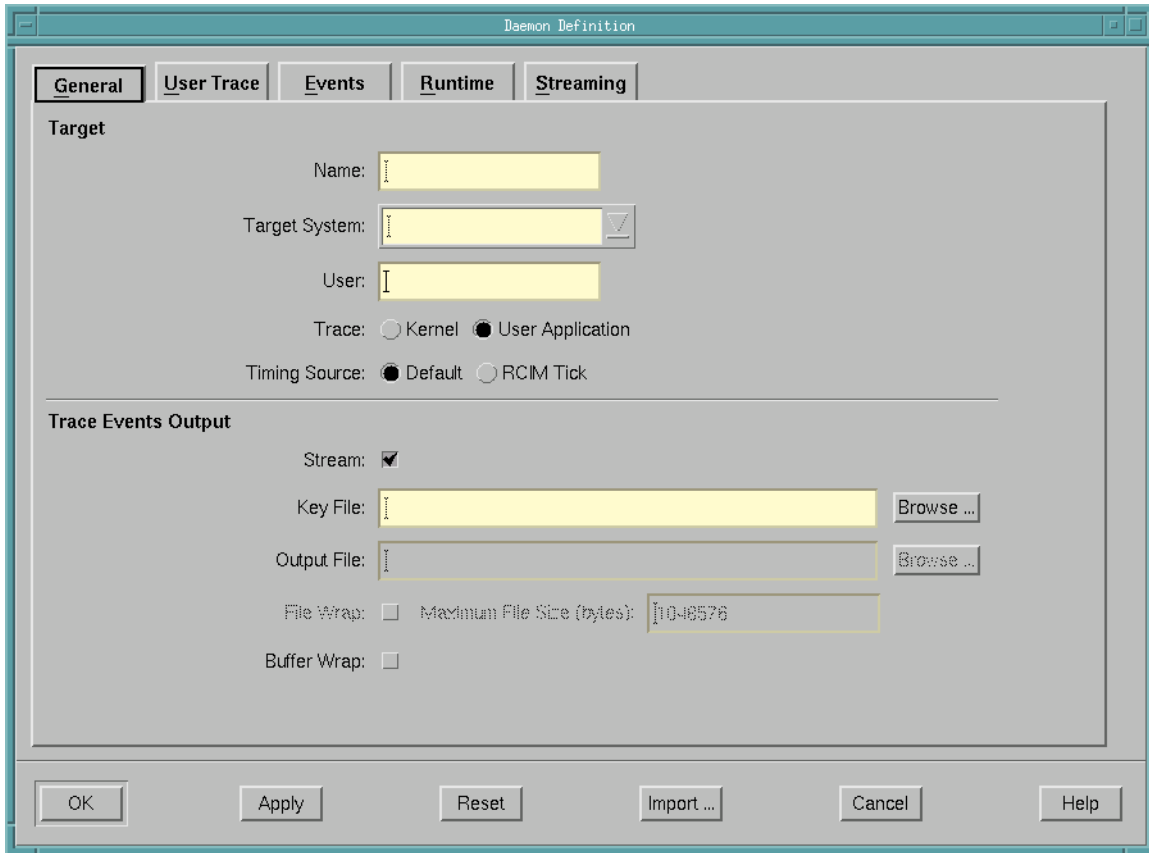 Daemon Definition
General User Trace Events Runtime Streaming
Target
Name:
Target System:
User:
Trace: Kernel User Application
Timing Source: Default RCIM Tick
Trace Events Output
Stream:
Key File: Browse ...
Output File: Browse ...
File Wrap: Maximum File Size (bytes): 1048576
Buffer Wrap:
OK Apply Reset Import ... Cancel Help